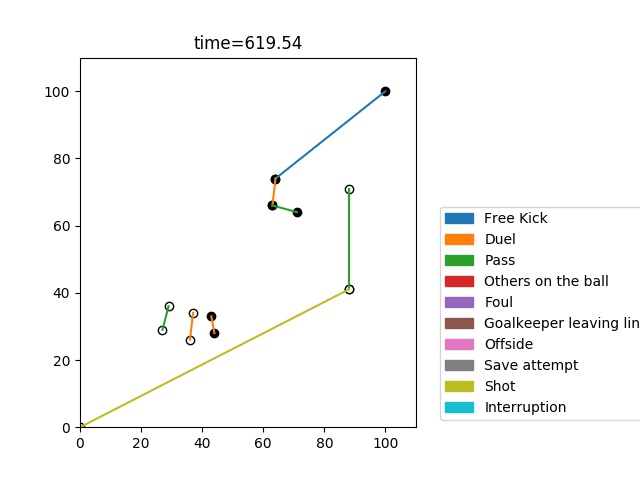 time=619.54
100
80
60
40
20
0
0 20 40 60 80 100
Free Kick
Duel
Pass
Others on the ball
Foul
Goalkeeper leaving lin
Offside
Save attempt
Shot
Interruption